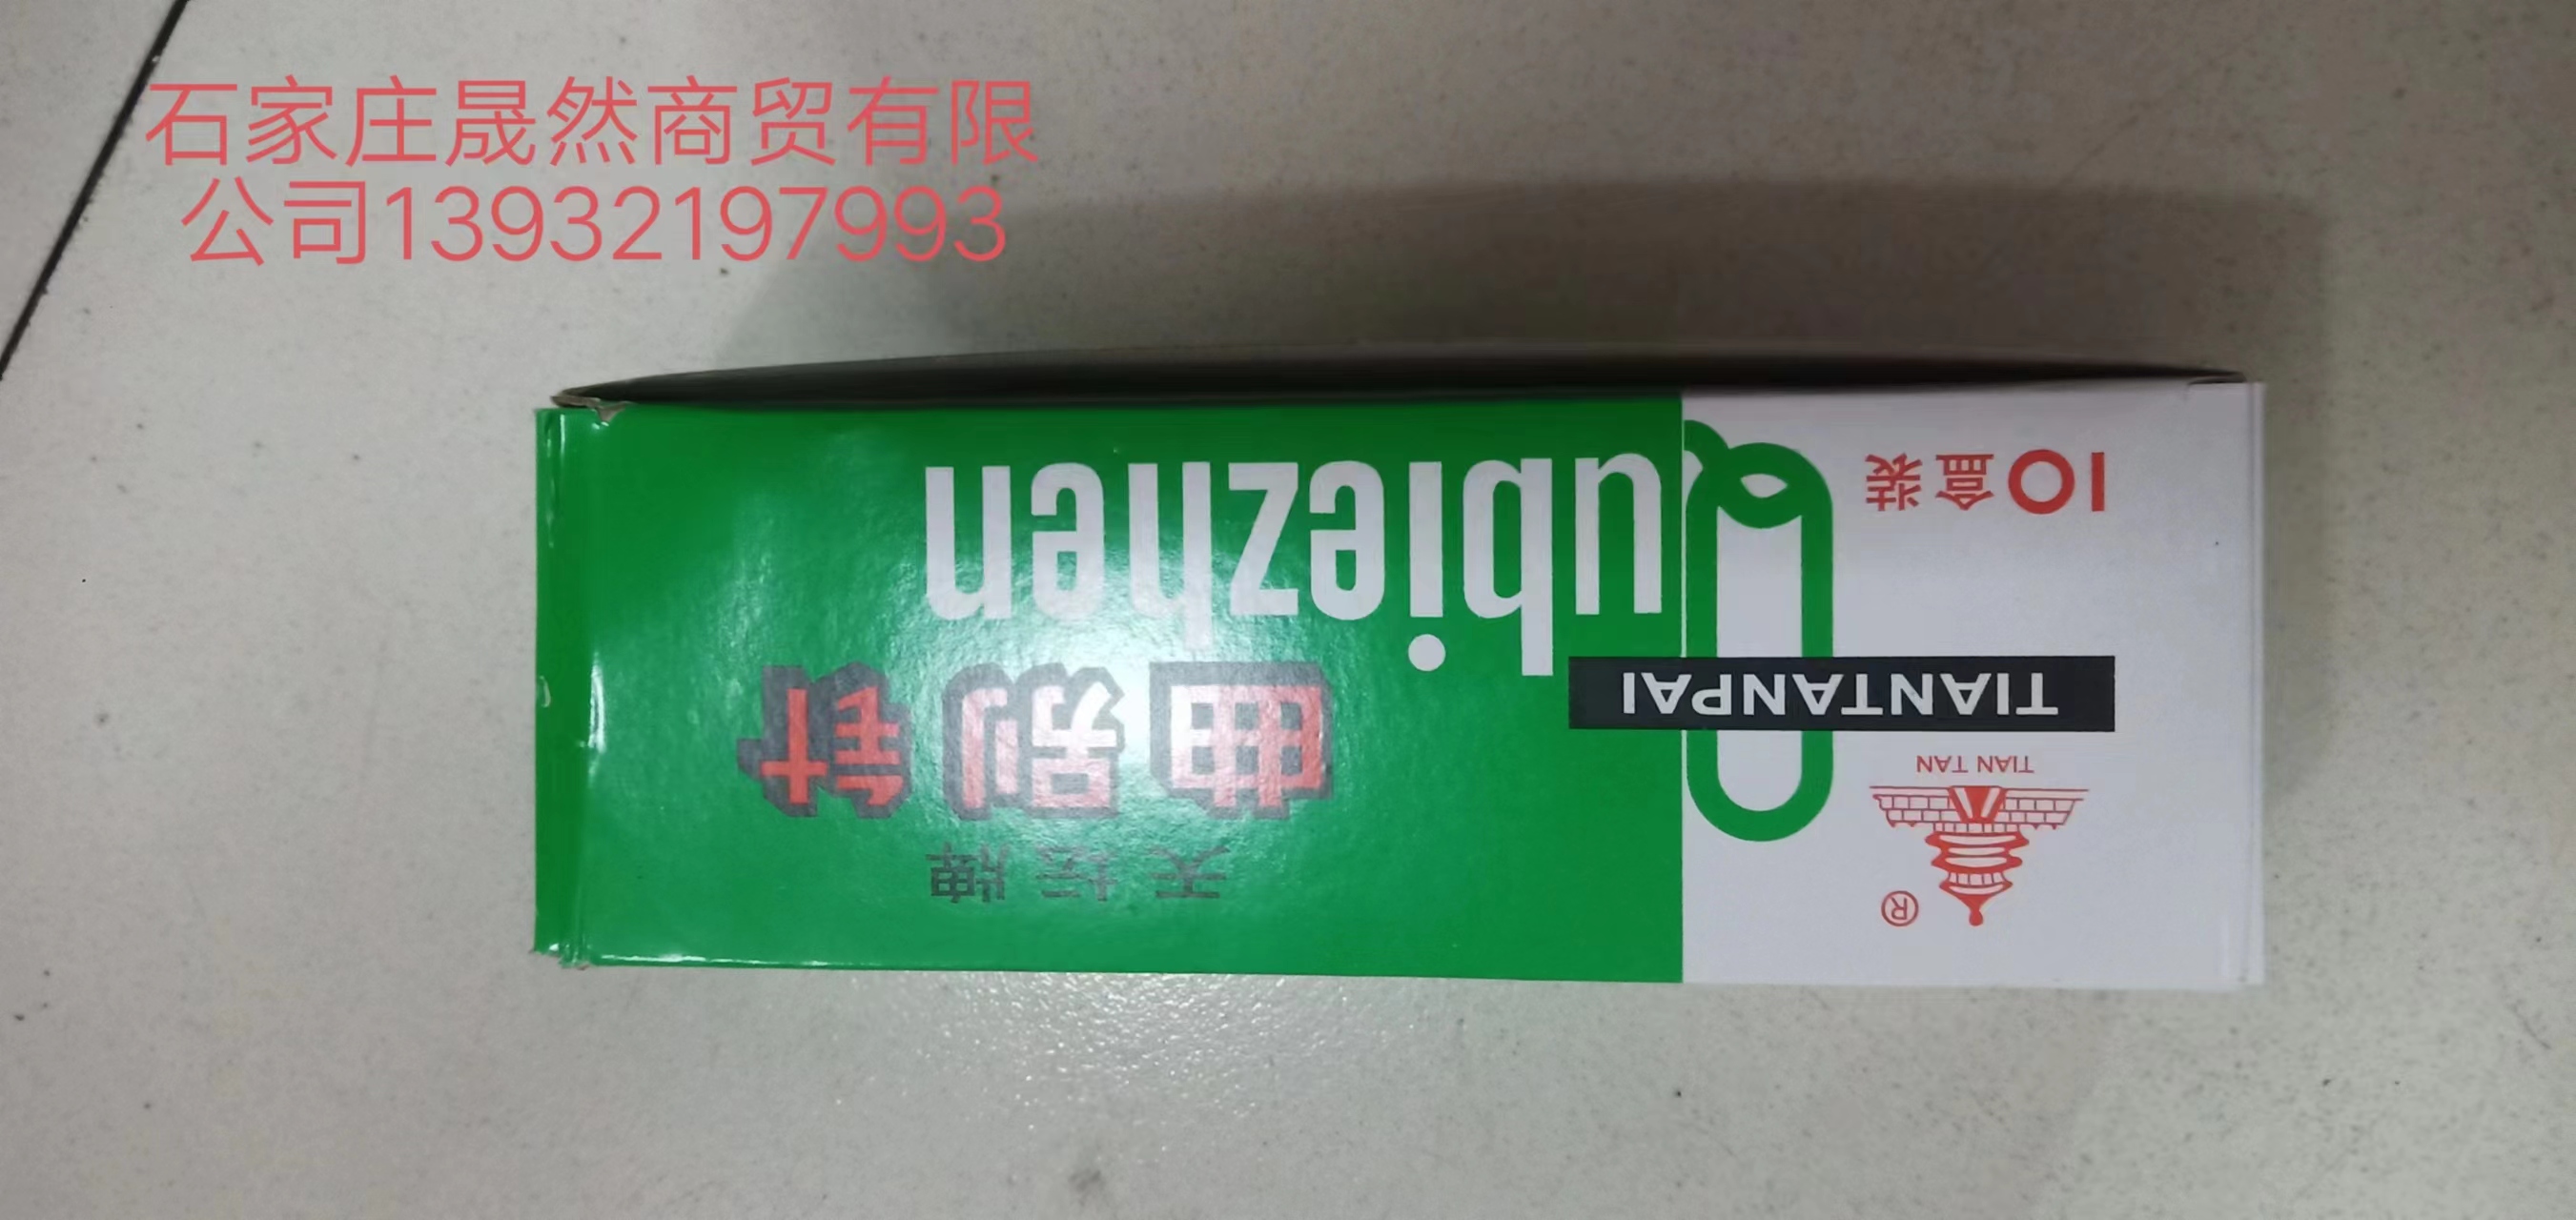 石家庄晟然商贸有限
公司13932197993
®
TIAN TAN
TIANTANPAI
10盒装
天坛牌
曲别针
Qubiezhen